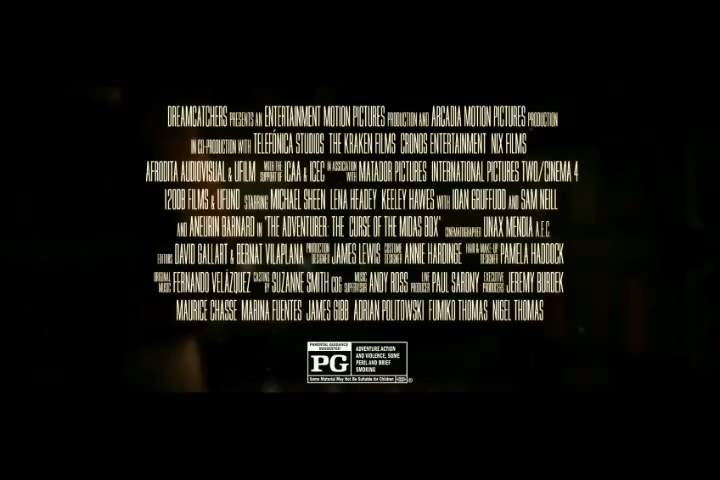 DREAMCATCHERS PRESENTS AN ENTERTAINMENT MOTION PICTURES PRODUCTION AND ARCADIA MOTION PICTURES PRODUCTION
IN CO-PRODUCTION WITH TELEFÓNICA STUDIOS THE KRAKEN FILMS CRONOS ENTERTAINMENT NIX FILMS
AFRODITA AUDIOVISUAL & UFILM WITH THE SUPPORT OF ICAA & ICEC IN ASSOCIATION WITH MATADOR PICTURES INTERNATIONAL PICTURES TWO/CINEMA 4
12008 FILMS & UFUND STARRING MICHAEL SHEEN LENA HEADEY KEELEY HAWES WITH IOAN GRUFFUDD AND SAM NEILL
AND ANEURIN BARNARD IN 'THE ADVENTURER: THE CURSE OF THE MIDAS BOX' CINEMATOGRAPHER UNAX MENDIA A.E.C.
EDITORS DAVID GALLART & BERNAT VILAPLANA PRODUCTION DESIGNER JAMES LEWIS COSTUME DESIGNER ANNIE HARDINGE HAIR & MAKE-UP DESIGNER PAMELA HADDOCK
ORIGINAL MUSIC FERNANDO VELÁZQUEZ CASTING BY SUZANNE SMITH CDG MUSIC SUPERVISOR ANDY ROSS LINE PRODUCER PAUL SARONY EXECUTIVE PRODUCERS JEREMY BURDEK
MAURICE CHASSE MARINA FUENTES JAMES GIBB ADRIAN POLITOWSKI FUMIKO THOMAS NIGEL THOMAS
PARENTAL GUIDANCE SUGGESTED
PG
ADVENTURE ACTION
AND VIOLENCE, SOME
PERIL AND BRIEF
SMOKING
Some Material May Not Be Suitable for Children